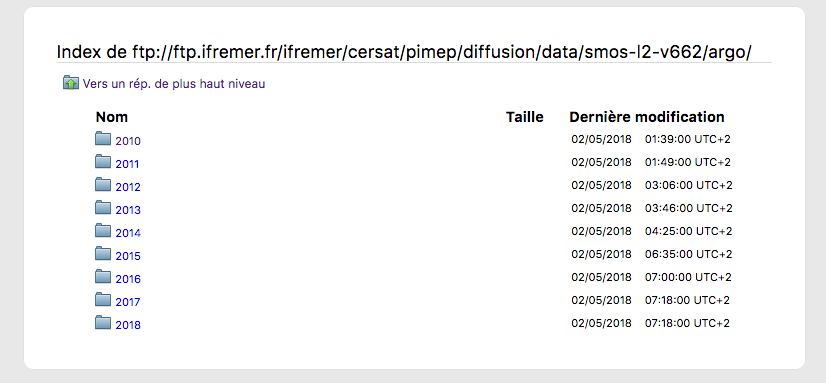 Index de ftp://ftp.ifremer.fr/ifremer/cersat/pimep/diffusion/data/smos-l2-v662/argo/
Vers un rép. de plus haut niveau
Nom Taille Dernière modification
2010 02/05/2018 01:39:00 UTC+2
2011 02/05/2018 01:49:00 UTC+2
2012 02/05/2018 03:06:00 UTC+2
2013 02/05/2018 03:46:00 UTC+2
2014 02/05/2018 04:25:00 UTC+2
2015 02/05/2018 06:35:00 UTC+2
2016 02/05/2018 07:00:00 UTC+2
2017 02/05/2018 07:18:00 UTC+2
2018 02/05/2018 07:18:00 UTC+2